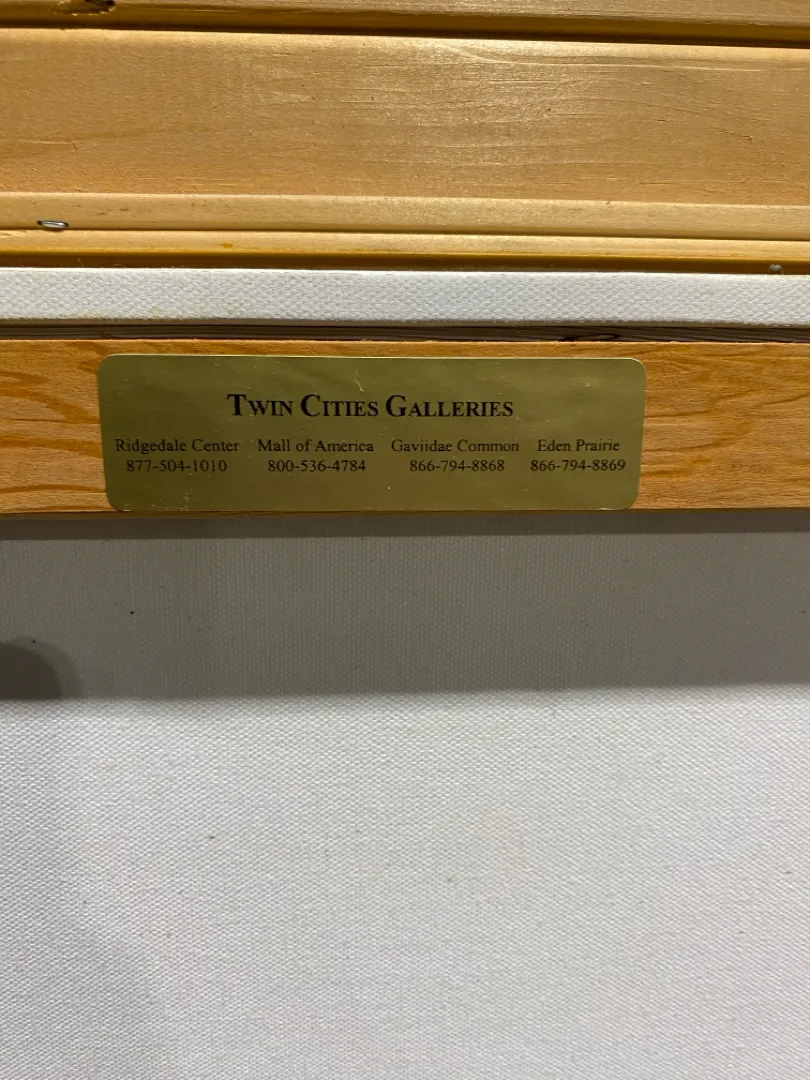 TWIN CITIES GALLERIES
Ridgedale Center Mall of America Gaviidae Common Eden Prairie
877-504-1010 800-536-4784 866-794-8868 866-794-8869